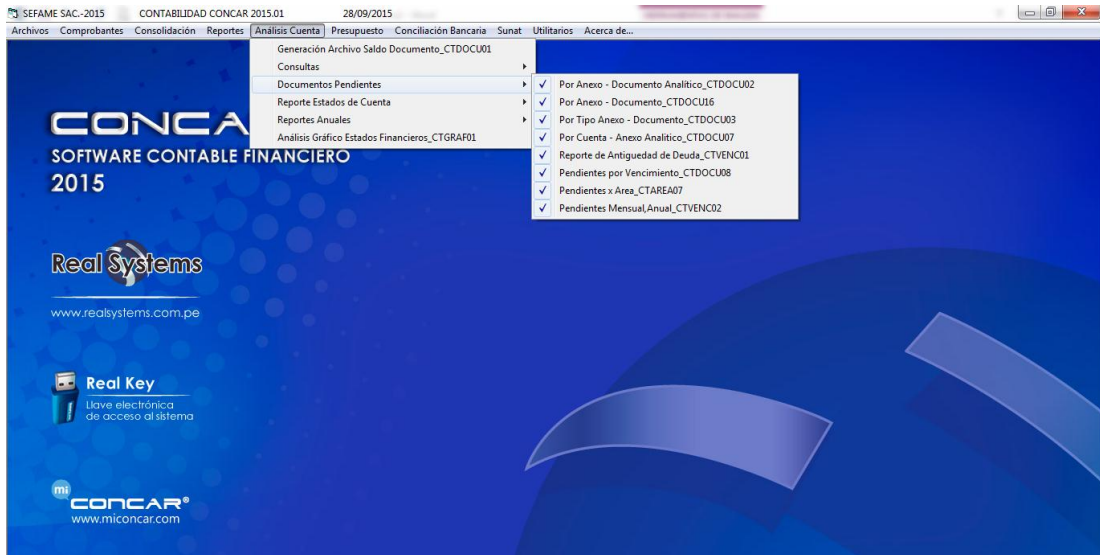 SEFAME SAC.-2015 CONTABILIDAD CONCAR 2015.01 28/09/2015
Archivos Comprobantes Consolidación Reportes Análisis Cuenta Presupuesto Conciliación Bancaria Sunat Utilitarios Acerca de...
Generación Archivo Saldo Documento_CTDOCU01
Consultas
Documentos Pendientes
Reporte Estados de Cuenta
Reportes Anuales
Análisis Gráfico Estados Financieros_CTGRAF01
Por Anexo - Documento Analítico_CTDOCU02
Por Anexo - Documento_CTDOCU16
Por Tipo Anexo - Documento_CTDOCU03
Por Cuenta - Anexo Analitico_CTDOCU07
Reporte de Antiguedad de Deuda_CTVENC01
Pendientes por Vencimiento_CTDOCU08
Pendientes x Area_CTAREA07
Pendientes Mensual,Anual_CTVENC02
CONCA
SOFTWARE CONTABLE FINANCIERO
2015
Real Systems
www.realsystems.com.pe
Real Key
Llave electrónica
de acceso al sistema
mi
CONCAR®
www.miconcar.com